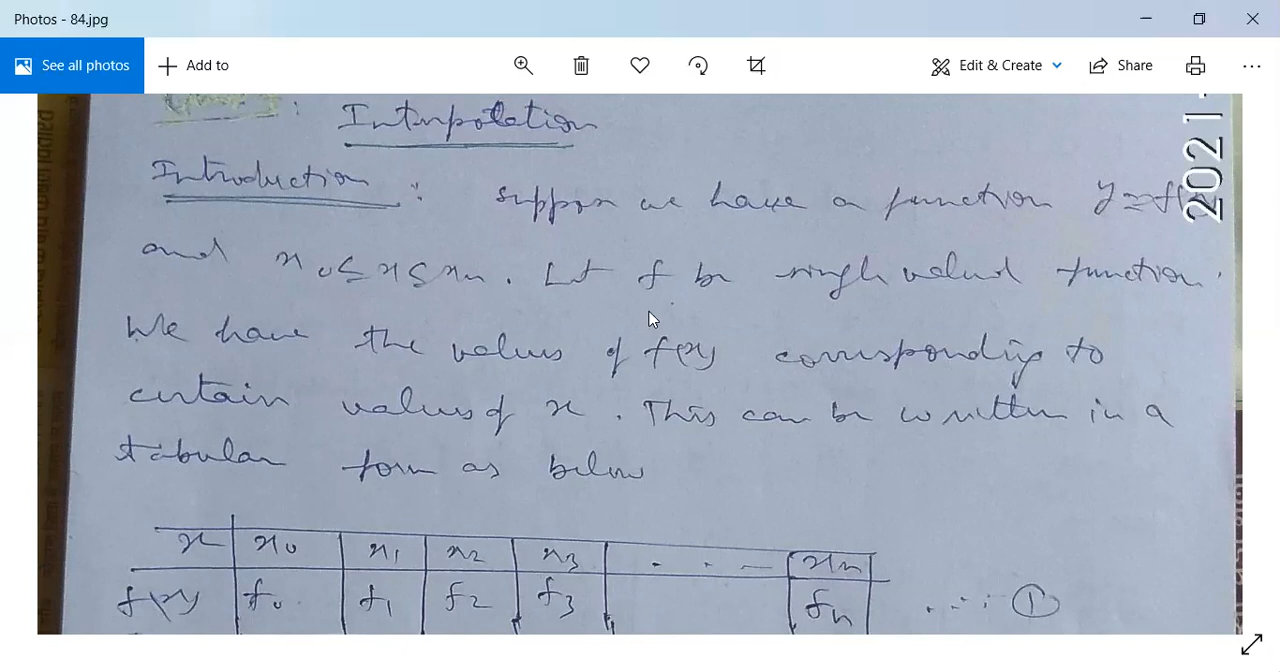 Photos - 84.jpg
See all photos
Add to
Edit & Create
Share
Interpolation
Introduction :
Suppose we have a function y = f(x)
202
and x0 ≤ x ≤ xn. Let f be single valued function.
We have the values of f(x) corresponding to
certain values of x. This can be written in a
tabular form as below
x x0 x1 x2 x3 . . — xn
f(x) f0 f1 f2 f3 fn .... ①